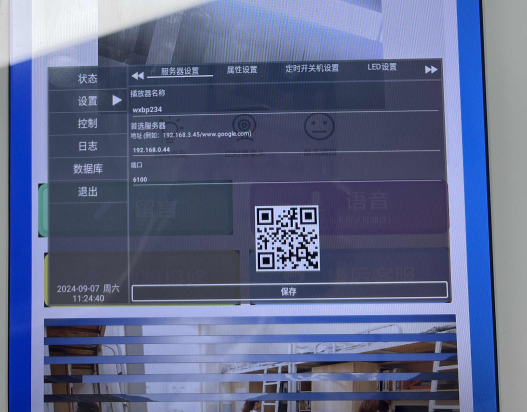 状态
设置
控制
日志
数据库
退出
2024-09-07 周六
11:24:40
服务器设置 属性设置 定时开关机设置 LED设置
播放器名称
wxbp234
首选服务器
地址 (例如：192.168.3.45/www.google.com)
192.168.0.44
端口
6100
保存
留言
语音